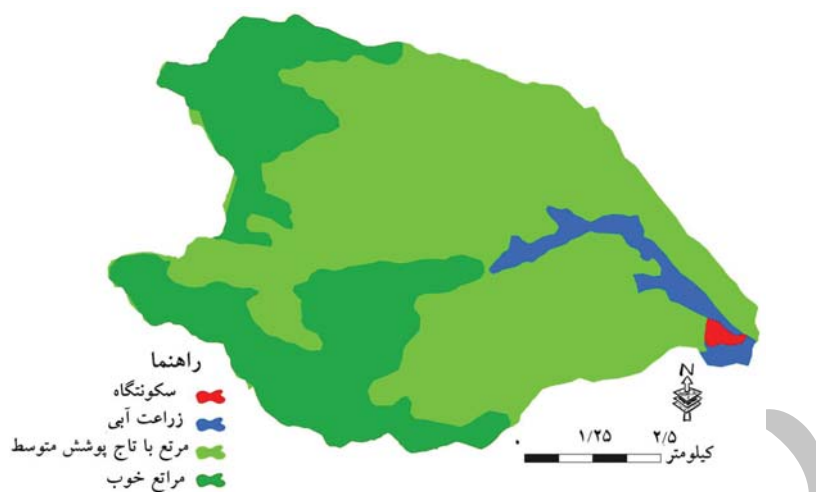 راهنما
سکونتگاه
زراعت آبی
مرتع با تاج پوشش متوسط
مراتع خوب
N
۰ ۱/۲۵ ۲/۵
کیلومتر